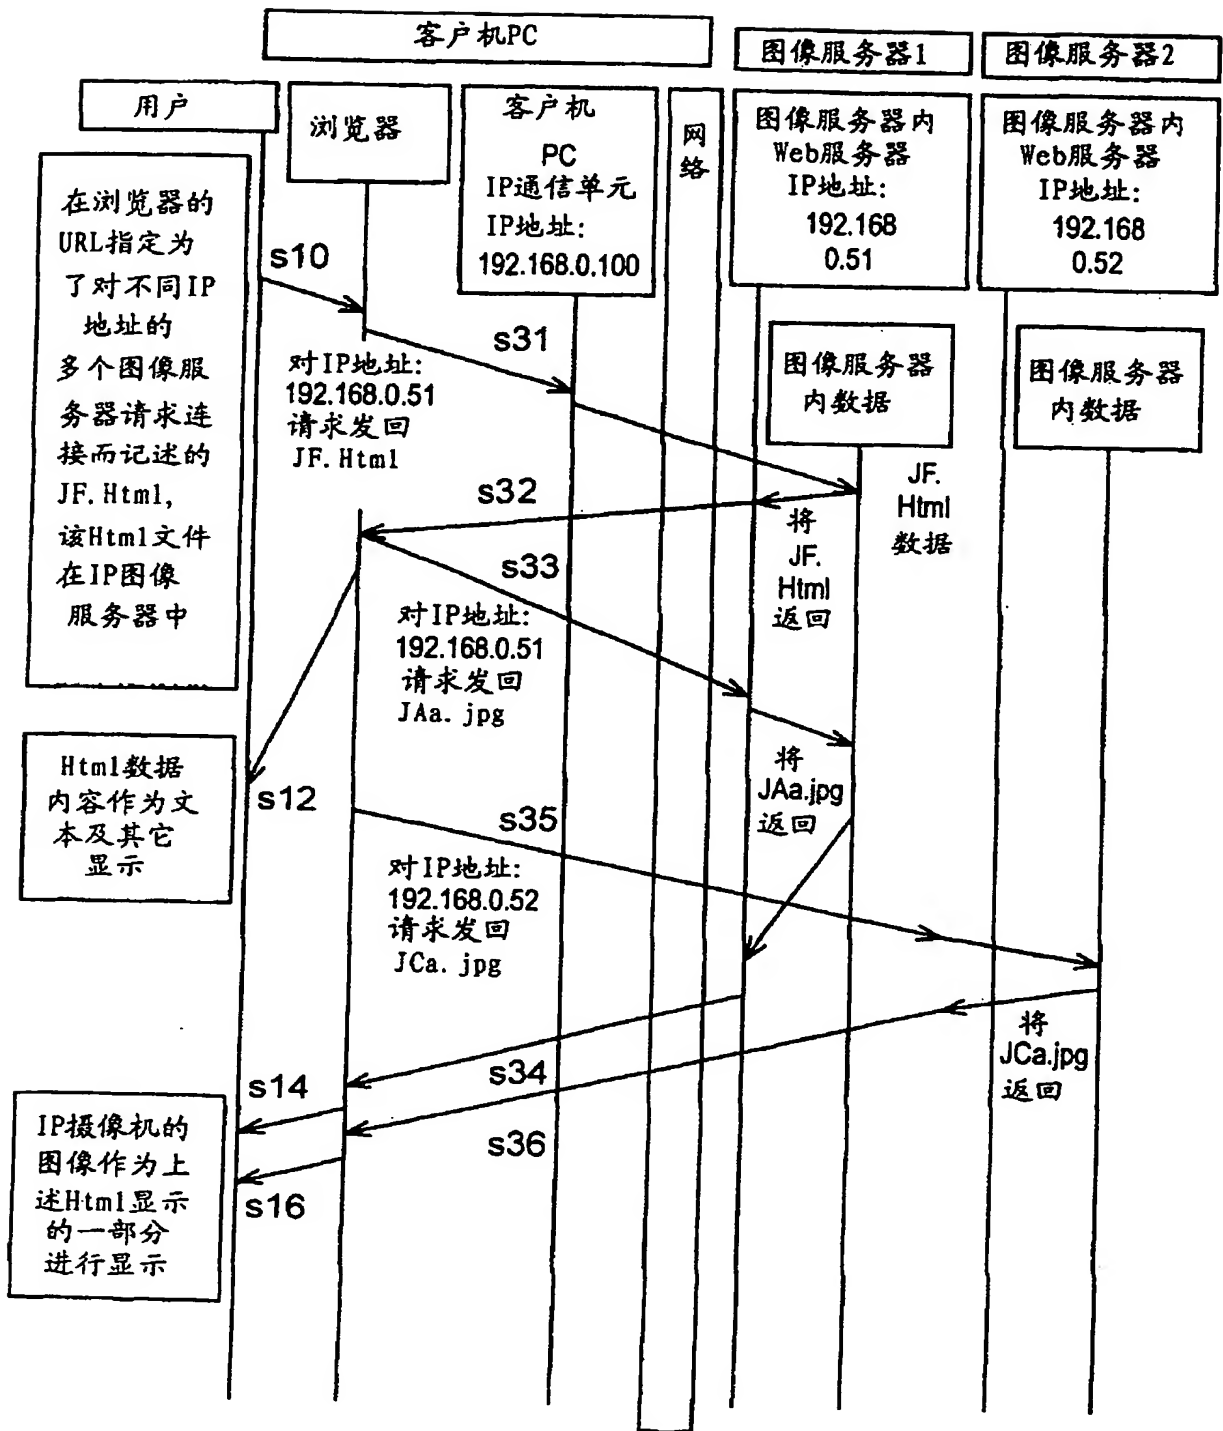 客户机PC
图像服务器1
图像服务器2
用户
浏览器
客户机
PC
IP通信单元
IP地址:
192.168.0.100
网
络
图像服务器内
Web服务器
IP地址:
192.168
0.51
图像服务器内
Web服务器
IP地址:
192.168
0.52
在浏览器的
URL指定为
了对不同IP
地址的
多个图像服
务器请求连
接而记述的
JF.Html,
该Html文件
在IP图像
服务器中
s10
s31
对IP地址:
192.168.0.51
请求发回
JF.Html
图像服务器
内数据
图像服务器
内数据
JF.
Html
数据
s32
将
JF.
Html
返回
s33
对IP地址:
192.168.0.51
请求发回
JAa.jpg
将
JAa.jpg
返回
Html数据
内容作为文
本及其它
显示
s12
s35
对IP地址:
192.168.0.52
请求发回
JCa.jpg
将
JCa.jpg
返回
s34
s14
s36
s16
IP摄像机的
图像作为上
述Html显示
的一部分
进行显示